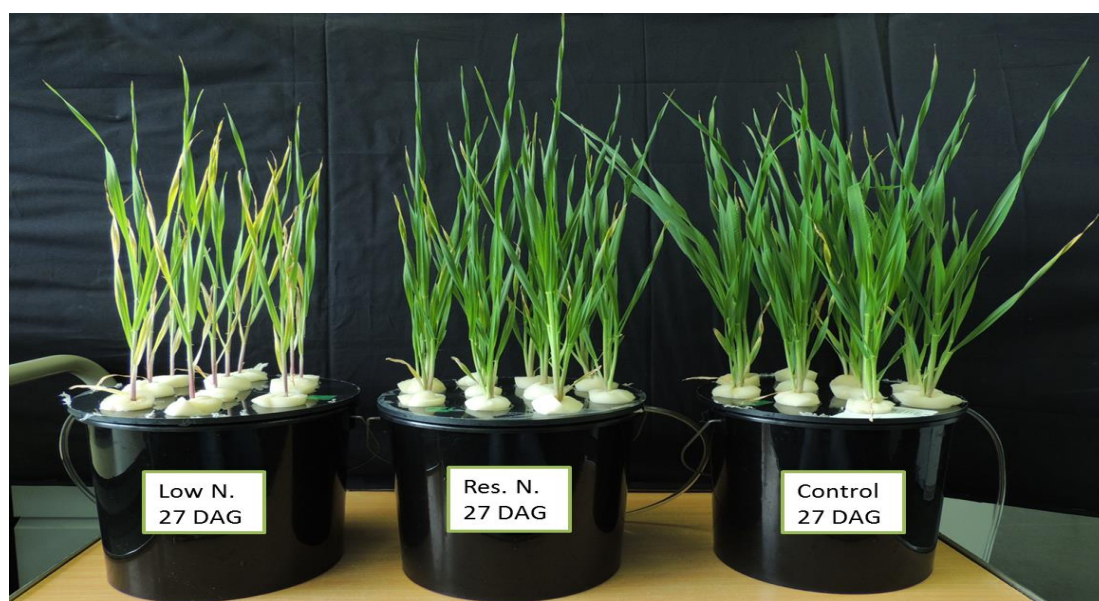 Low N.
27 DAG
Res. N.
27 DAG
Control
27 DAG